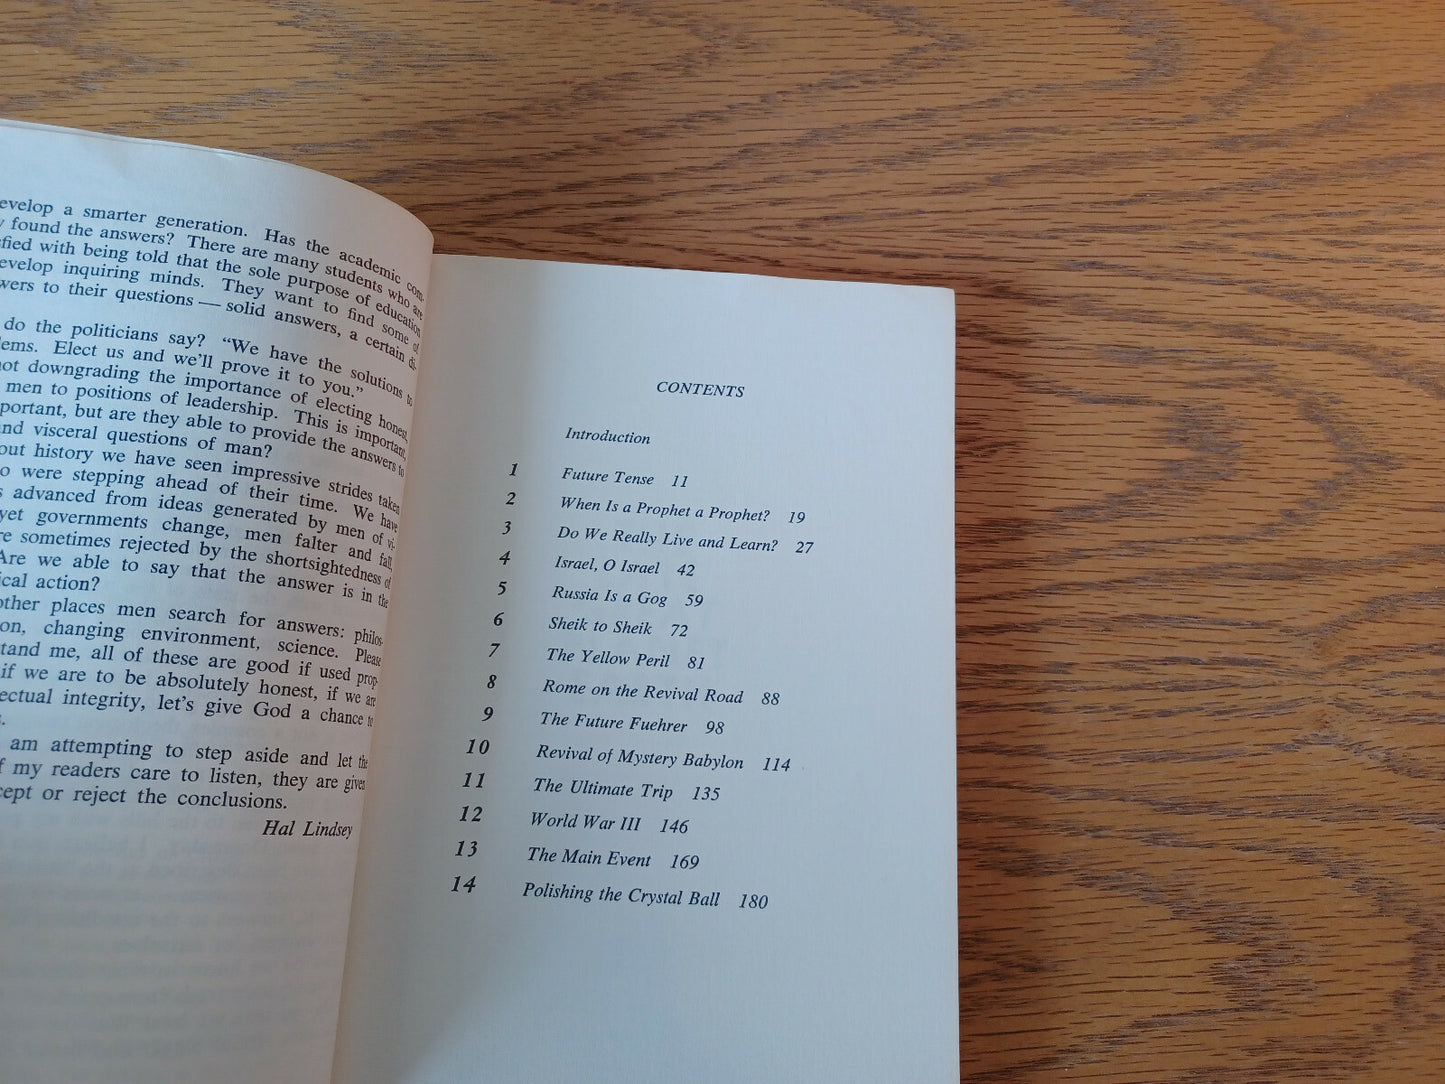 evelop a smarter generation. Has the academic com-
y found the answers? There are many students who are
sfied with being told that the sole purpose of education
evelop inquiring minds. They want to find some of
wers to their questions — solid answers, a certain di-
do the politicians say? "We have the solutions to
lems. Elect us and we'll prove it to you."
not downgrading the importance of electing honest,
men to positions of leadership. This is important,
portant, but are they able to provide the answers to
and visceral questions of man?
out history we have seen impressive strides taken
o were stepping ahead of their time. We have
s advanced from ideas generated by men of vi-
yet governments change, men falter and fall,
re sometimes rejected by the shortsightedness of
Are we able to say that the answer is in the
ical action?
other places men search for answers: philos-
on, changing environment, science. Please
stand me, all of these are good if used prop-
if we are to be absolutely honest, if we are
ectual integrity, let's give God a chance to
s.
am attempting to step aside and let the
f my readers care to listen, they are given
cept or reject the conclusions.
Hal Lindsey
CONTENTS
Introduction
1 Future Tense 11
2 When Is a Prophet a Prophet? 19
3 Do We Really Live and Learn? 27
4 Israel, O Israel 42
5 Russia Is a Gog 59
6 Sheik to Sheik 72
7 The Yellow Peril 81
8 Rome on the Revival Road 88
9 The Future Fuehrer 98
10 Revival of Mystery Babylon 114
11 The Ultimate Trip 135
12 World War III 146
13 The Main Event 169
14 Polishing the Crystal Ball 180